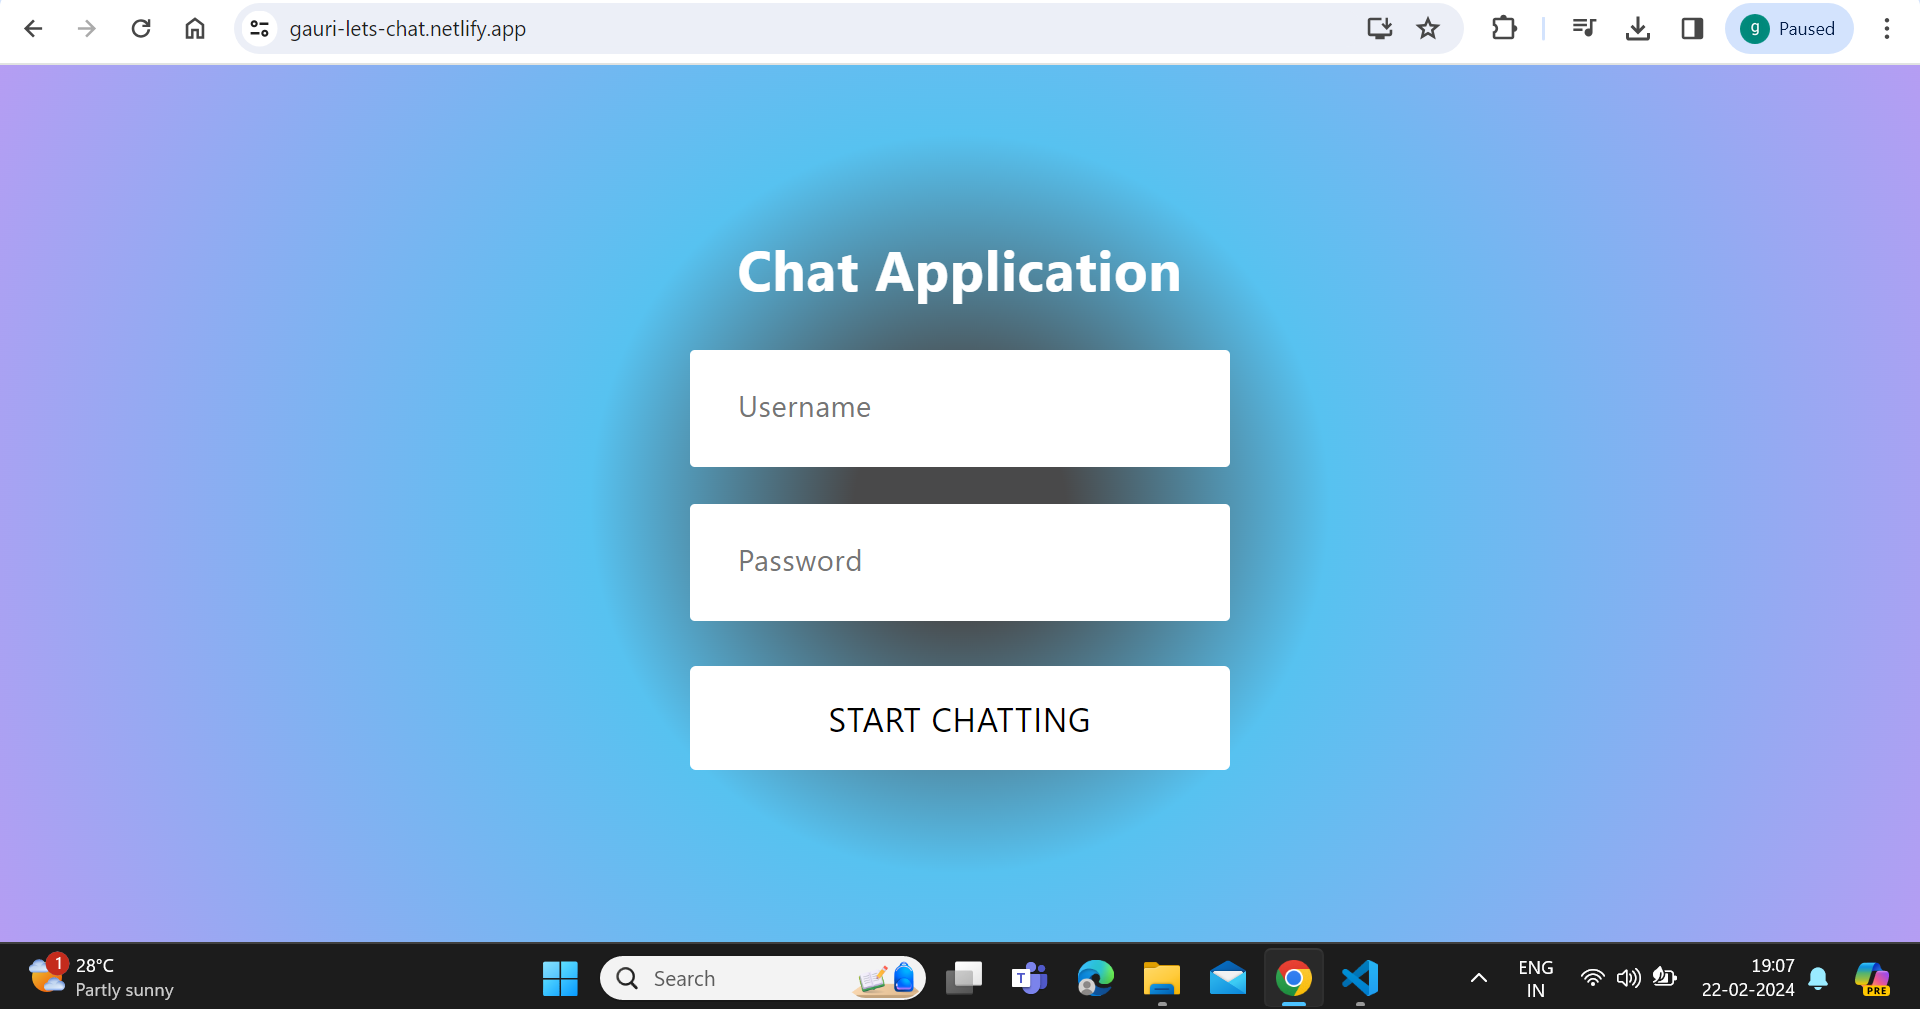 gauri-lets-chat.netlify.app
g Paused
Chat Application
Username
Password
START CHATTING
1
28°C
Partly sunny
Search
T
ENG
IN
19:07
22-02-2024
PRE